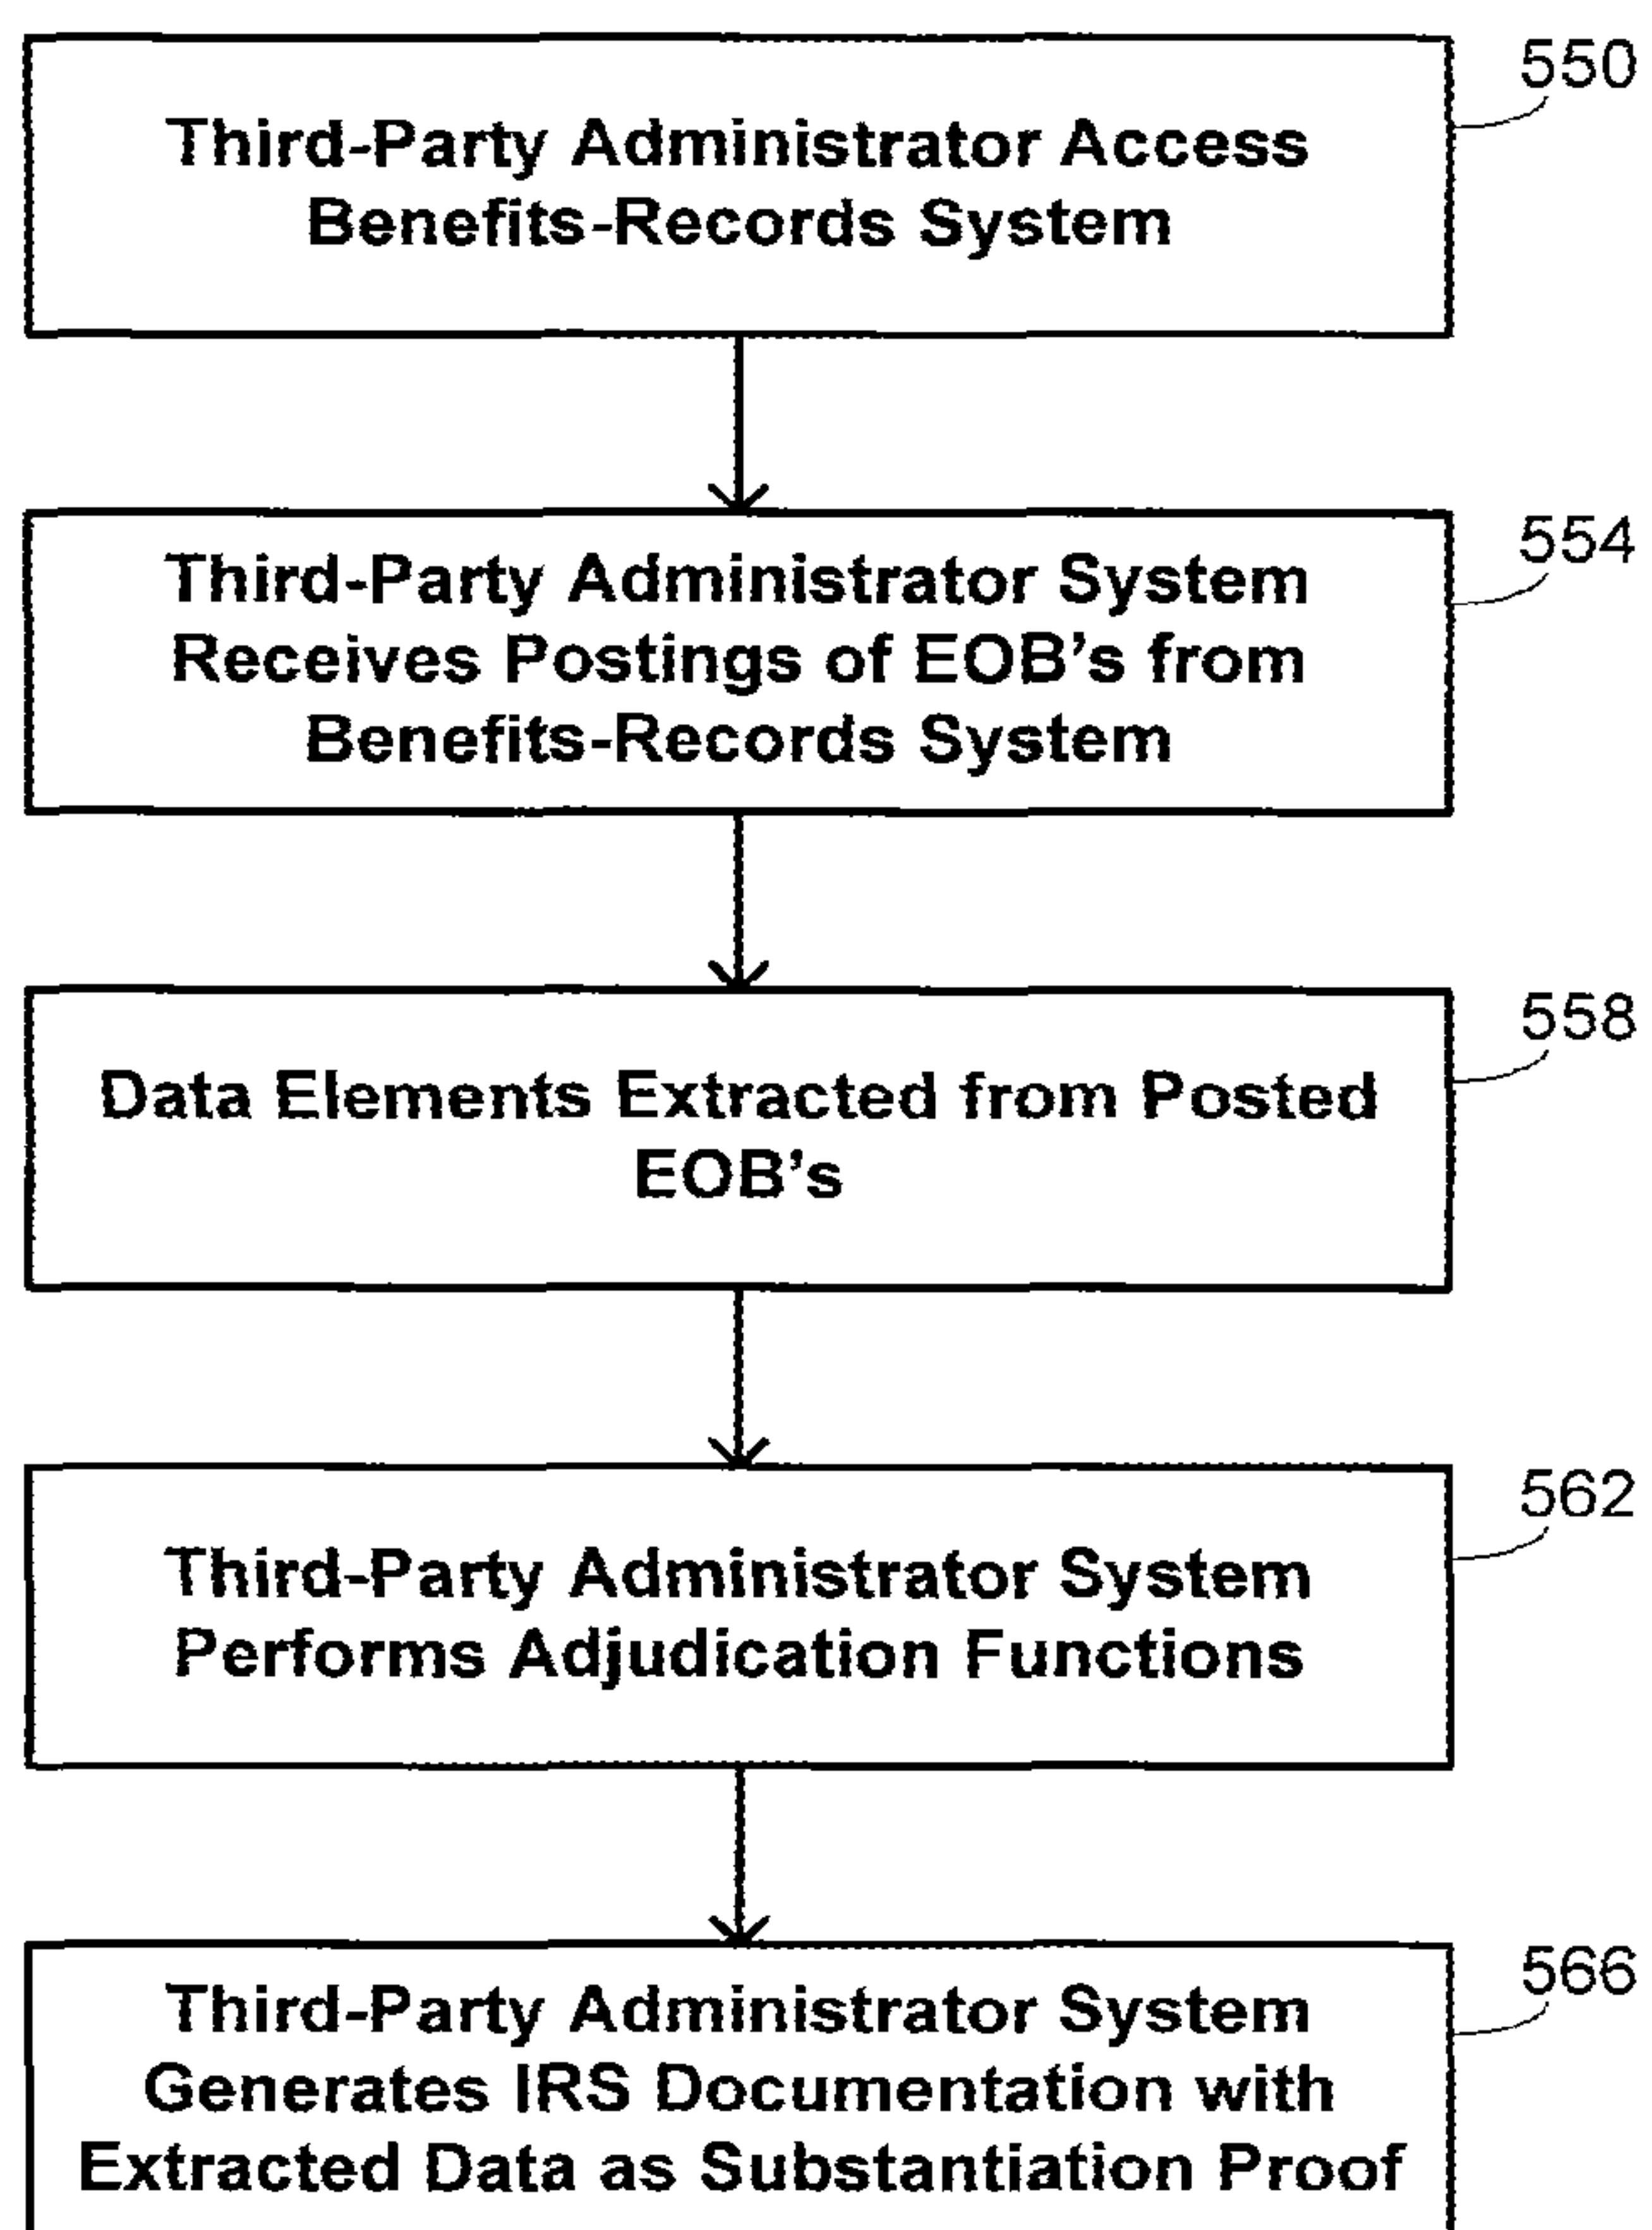 550
Third-Party Administrator Access
Benefits-Records System
554
Third-Party Administrator System
Receives Postings of EOB's from
Benefits-Records System
558
Data Elements Extracted from Posted
EOB's
562
Third-Party Administrator System
Performs Adjudication Functions
566
Third-Party Administrator System
Generates IRS Documentation with
Extracted Data as Substantiation Proof